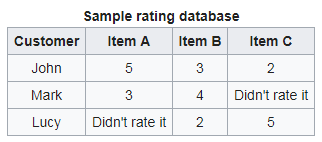 Sample rating database
Customer Item A Item B Item C
John 5 3 2
Mark 3 4 Didn't rate it
Lucy Didn't rate it 2 5